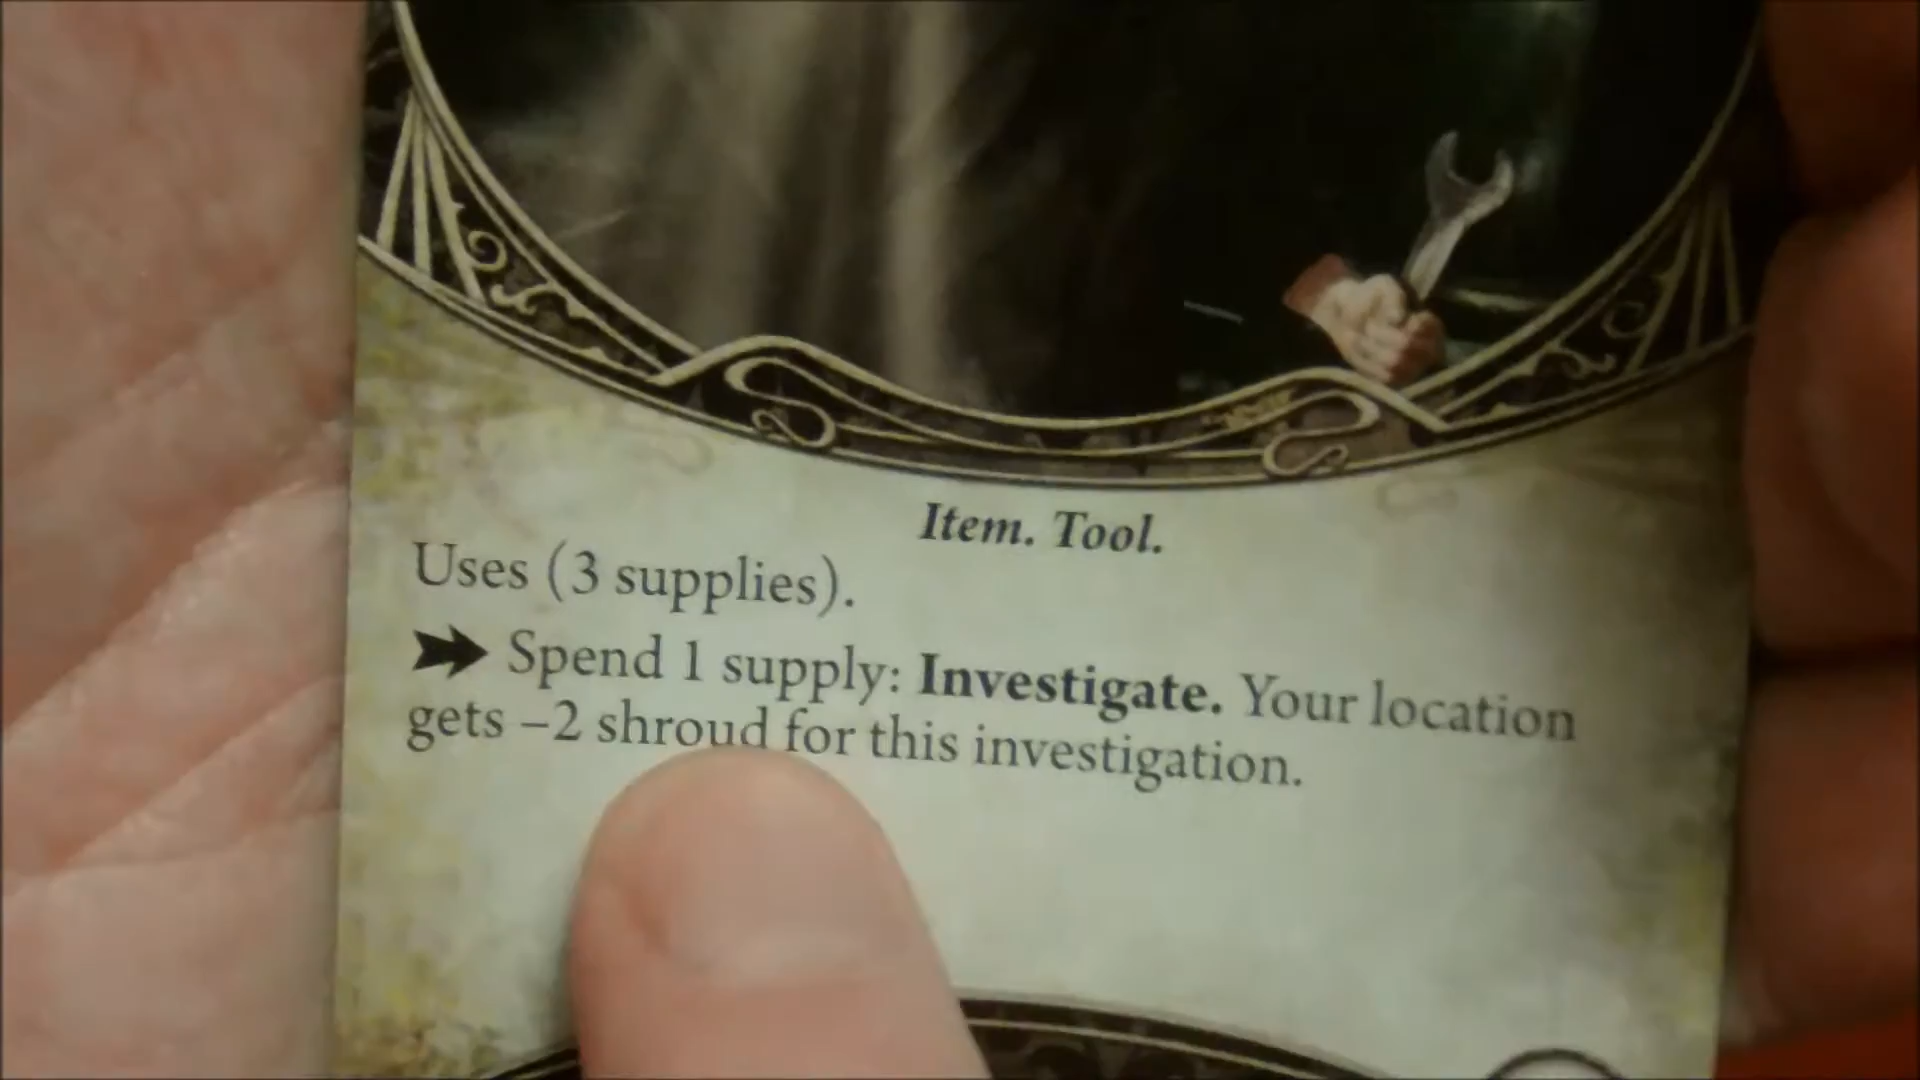 Item. Tool.
Uses (3 supplies).
Spend 1 supply: Investigate. Your location
gets –2 shroud for this investigation.